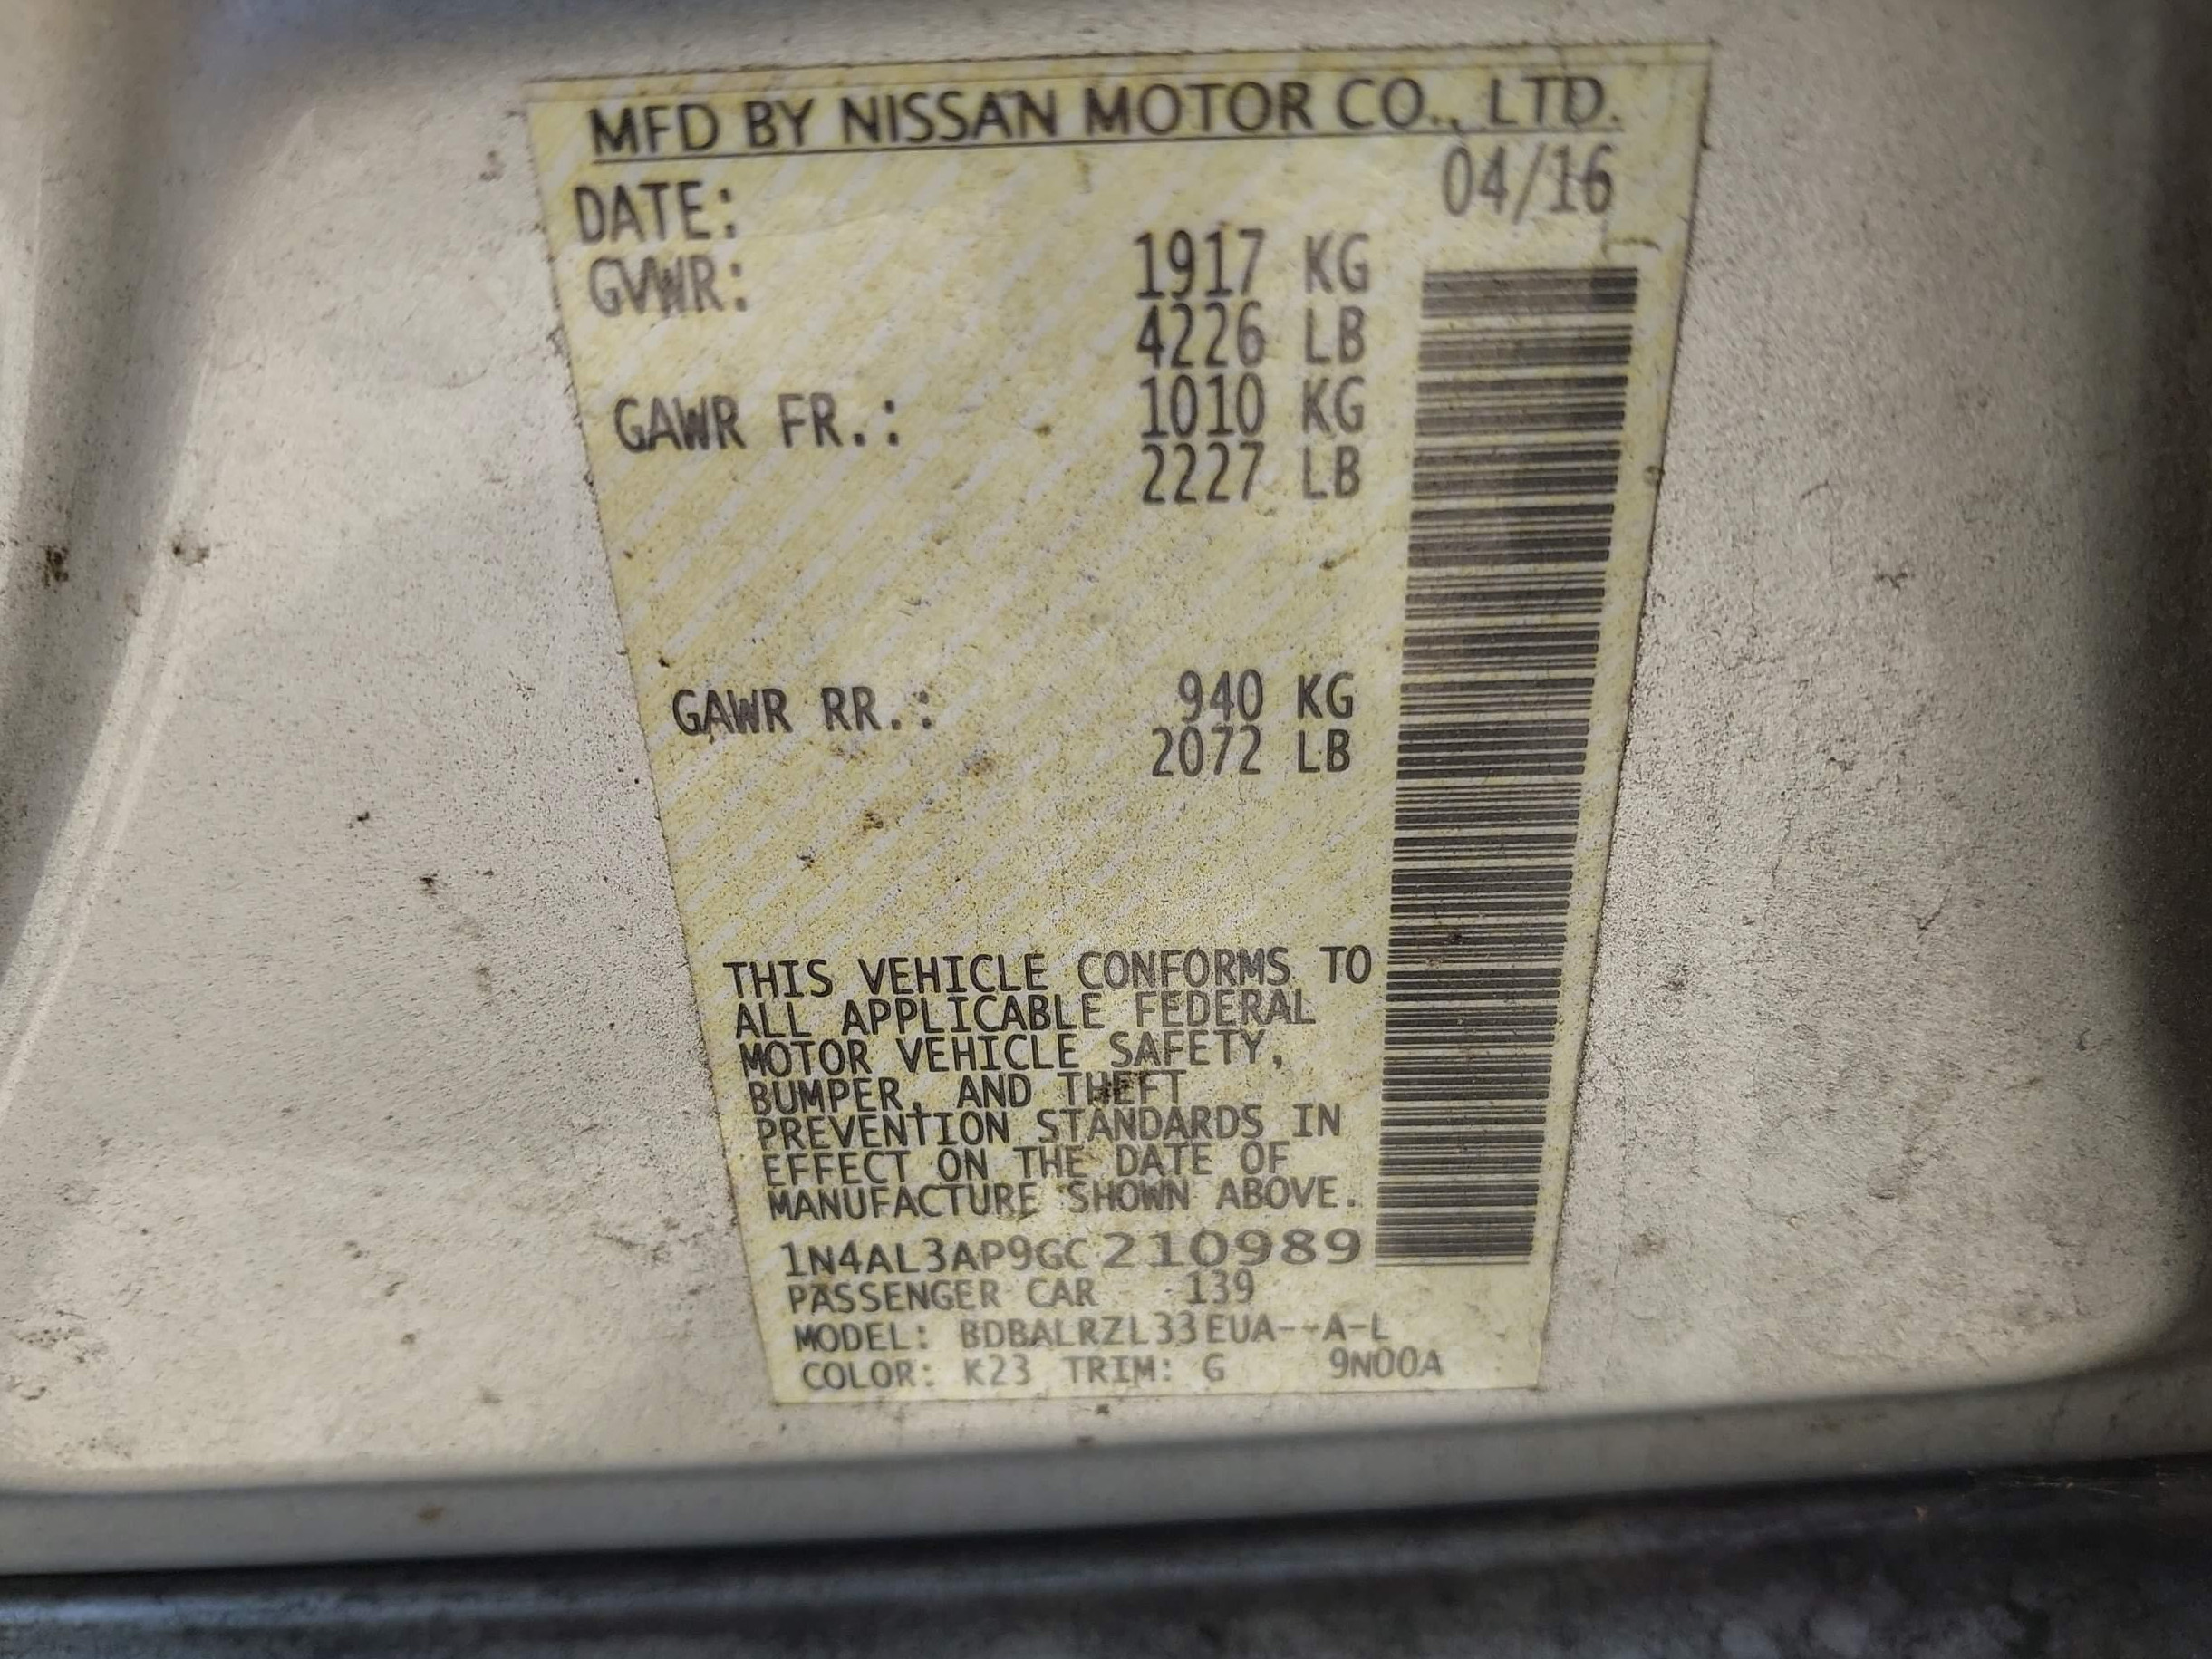 MFD BY NISSAN MOTOR CO., LTD.
DATE: 04/16
GVWR: 1917 KG
4226 LB
GAWR FR.: 1010 KG
2227 LB
GAWR RR.: 940 KG
2072 LB
THIS VEHICLE CONFORMS TO
ALL APPLICABLE FEDERAL
MOTOR VEHICLE SAFETY,
BUMPER, AND THEFT
PREVENTION STANDARDS IN
EFFECT ON THE DATE OF
MANUFACTURE SHOWN ABOVE.
1N4AL3AP9GC210989
PASSENGER CAR 139
MODEL: BDBALRZL33EUA--A-L
COLOR: K23 TRIM: G 9N00A